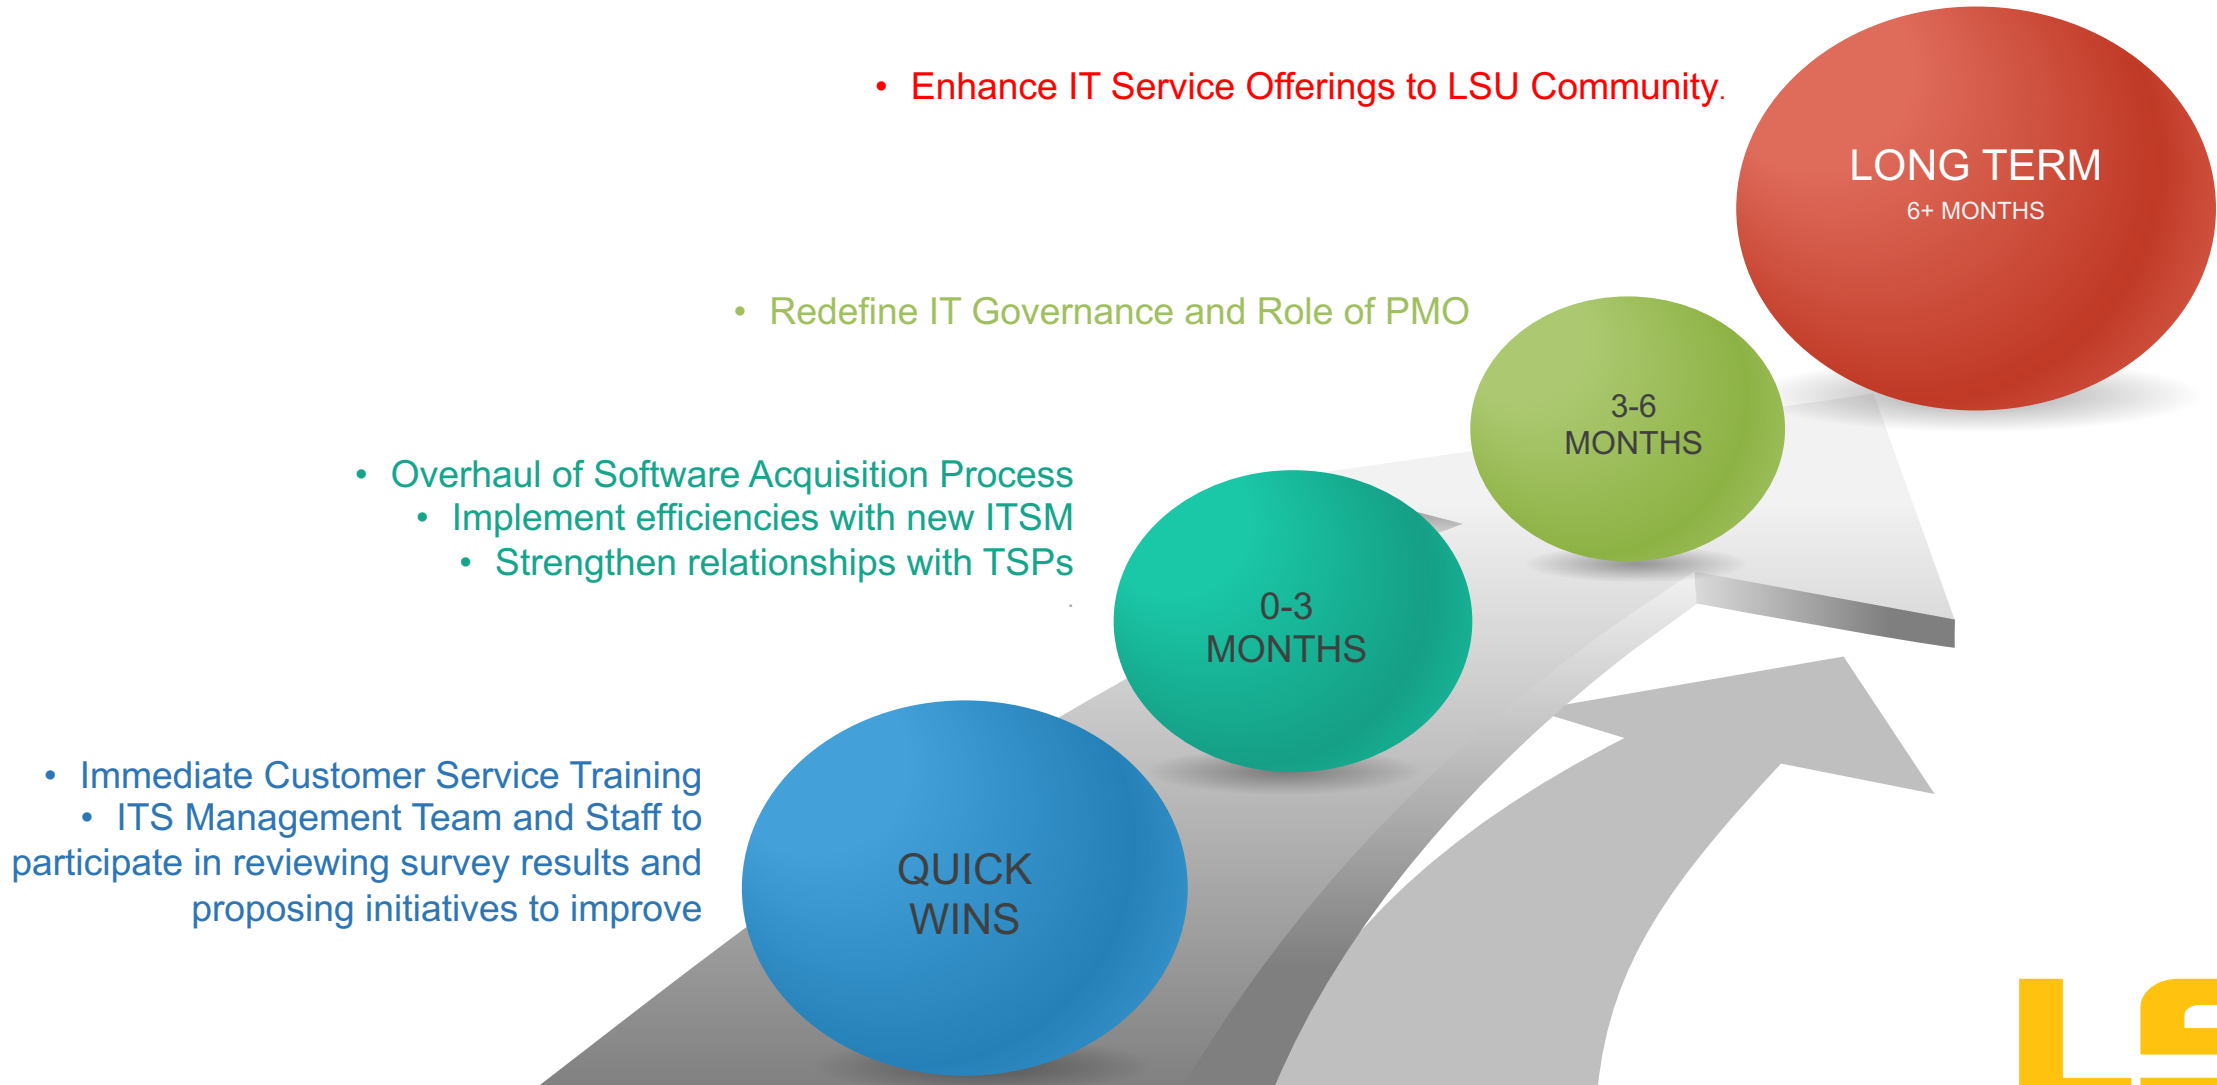 • Enhance IT Service Offerings to LSU Community.
LONG TERM
6+ MONTHS
• Redefine IT Governance and Role of PMO
3-6
MONTHS
• Overhaul of Software Acquisition Process
• Implement efficiencies with new ITSM
• Strengthen relationships with TSPs
.
0-3
MONTHS
• Immediate Customer Service Training
• ITS Management Team and Staff to
participate in reviewing survey results and
proposing initiatives to improve
QUICK
WINS
LS